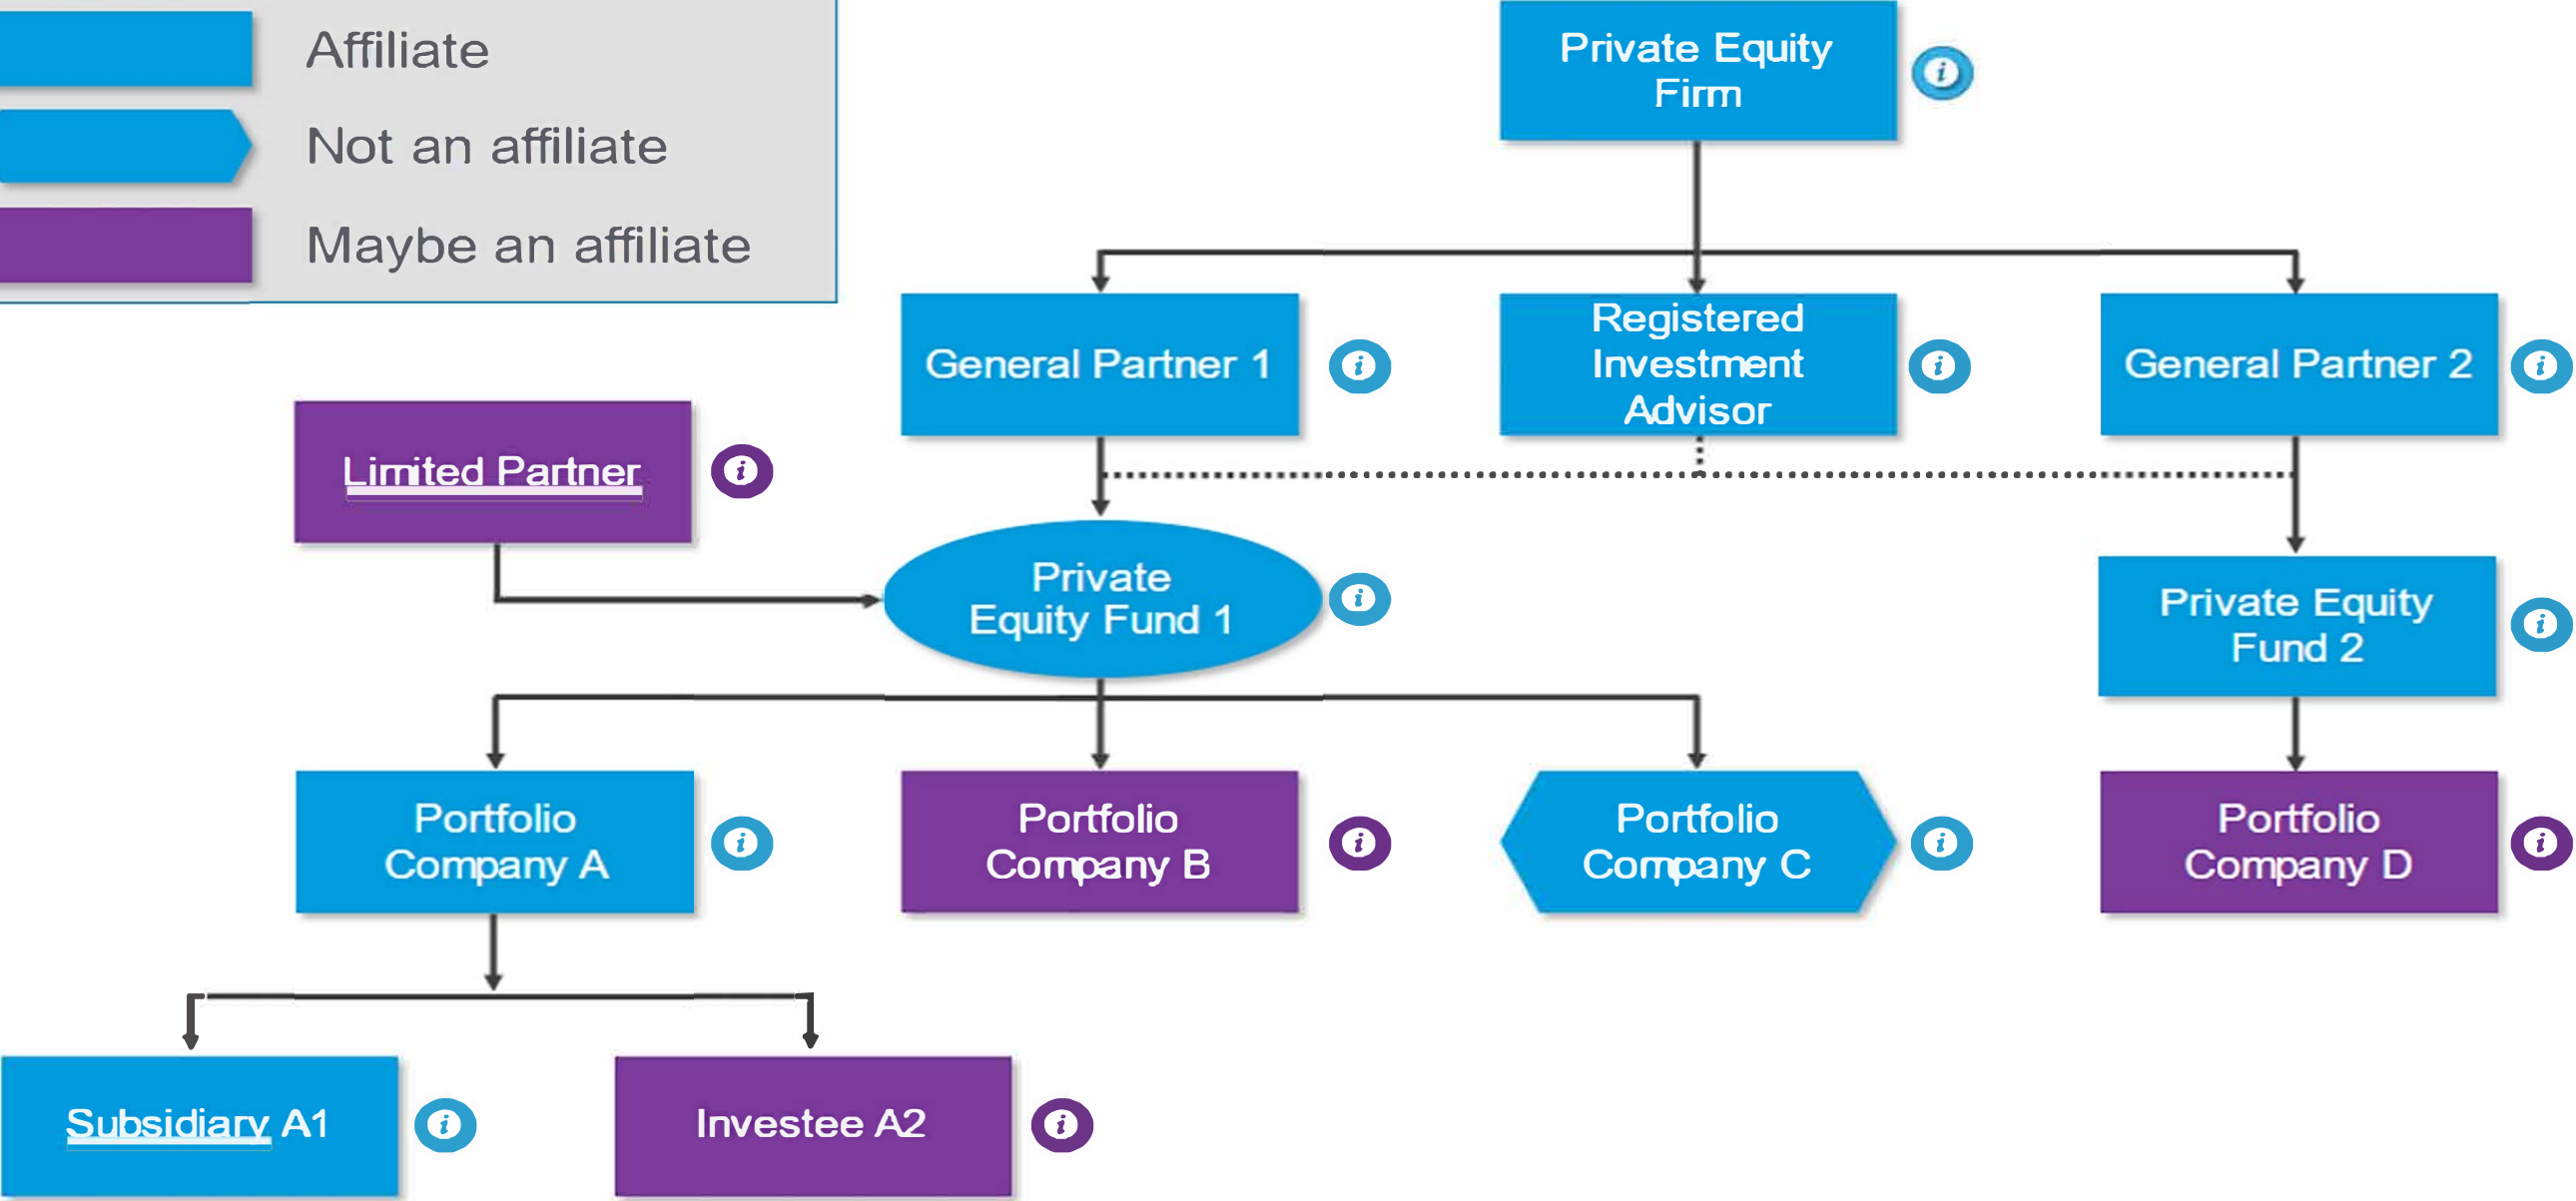 Affiliate
Not an affiliate
Maybe an affiliate
Private Equity
Firm
i
General Partner 1
i
Registered
Investment
Advisor
i
General Partner 2
i
Limited Partner
i
Private
Equity Fund 1
i
Private Equity
Fund 2
i
Portfolio
Company A
i
Portfolio
Company B
i
Portfolio
Company C
i
Portfolio
Company D
i
Subsidiary A1
i
Investee A2
i